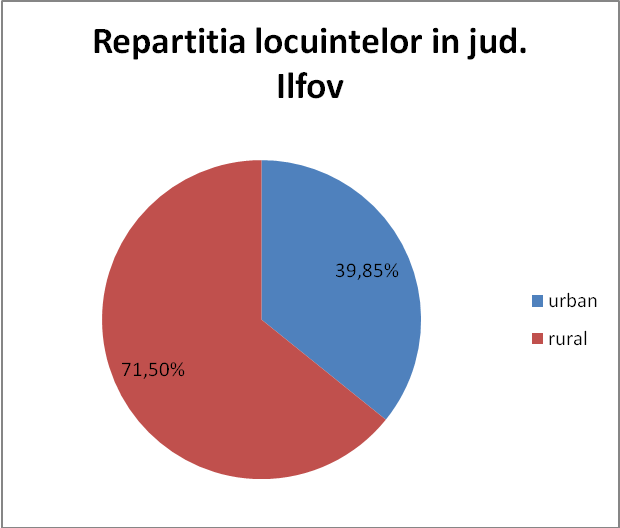 Repartitia locuintelor in jud.
Ilfov
39,85%
urban
rural
71,50%